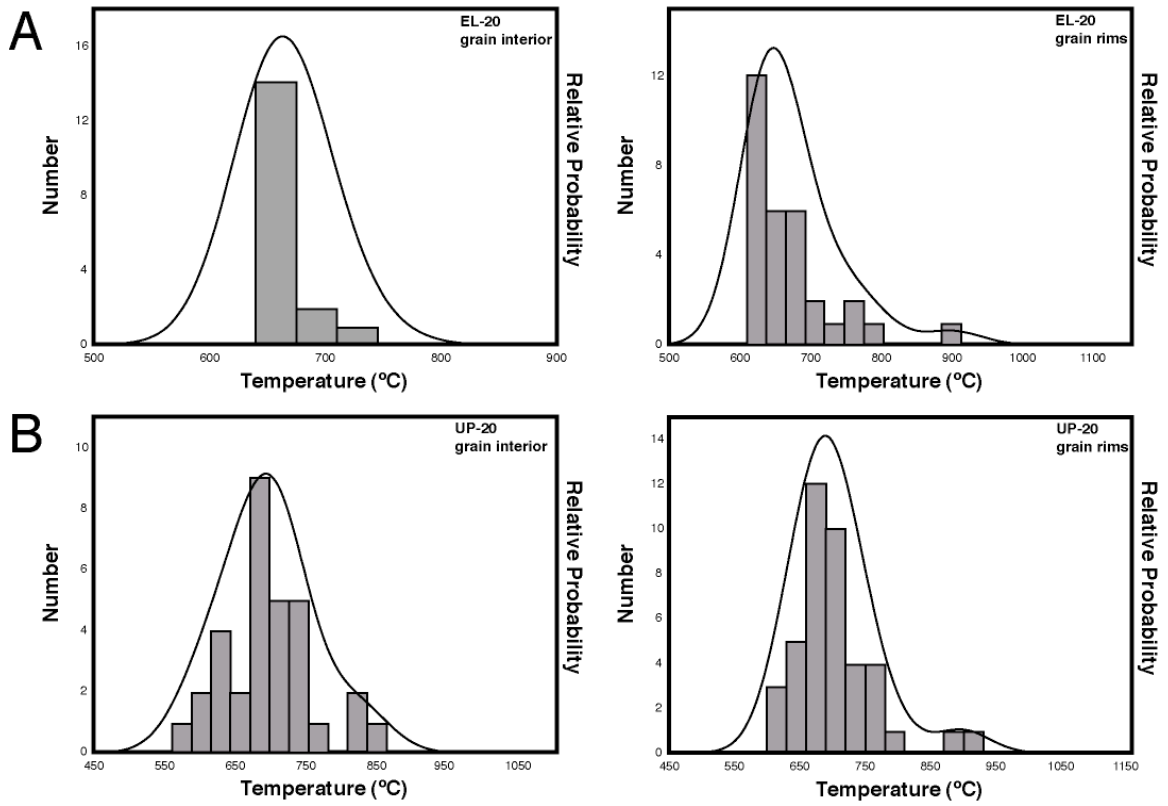 A
EL-20
grain interior
16
12
8
4
0
Number
Relative Probability
500 600 700 800 900
Temperature (ºC)
EL-20
grain rims
12
8
4
0
Number
Relative Probability
500 600 700 800 900 1000 1100
Temperature (ºC)
B
UP-20
grain interior
10
8
6
4
2
0
Number
Relative Probability
450 550 650 750 850 950 1050
Temperature (ºC)
UP-20
grain rims
14
12
10
8
6
4
2
0
Number
Relative Probability
450 550 650 750 850 950 1050 1150
Temperature (ºC)